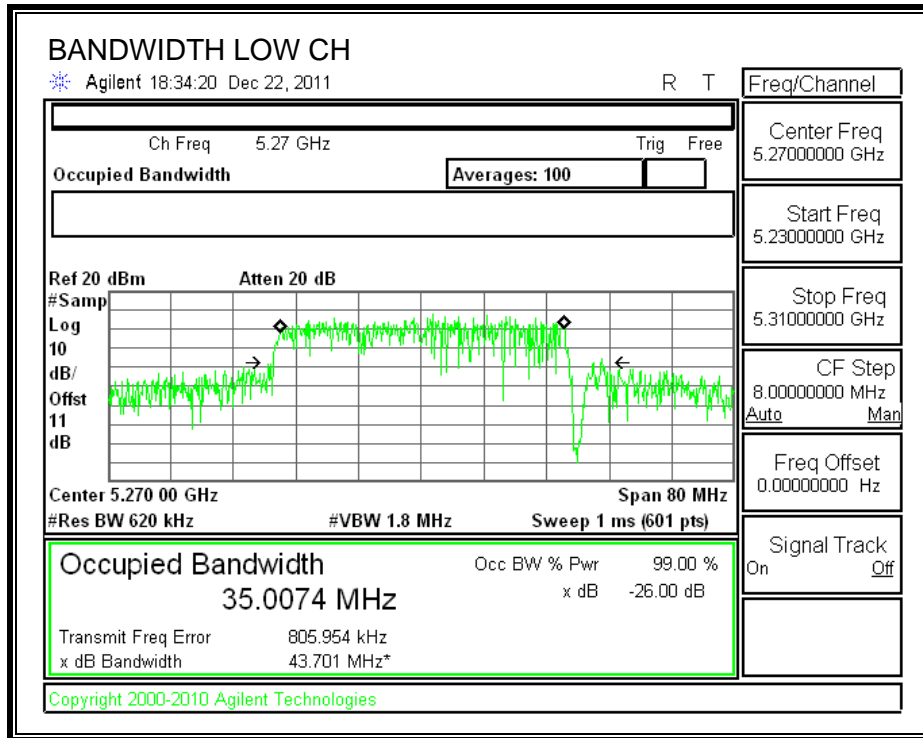 BANDWIDTH LOW CH
Agilent 18:34:20 Dec 22, 2011 R T
Freq/Channel
Ch Freq 5.27 GHz Trig Free
Occupied Bandwidth Averages: 100
Ref 20 dBm Atten 20 dB
#Samp
Log
10
dB/
Offst
11
dB
Center 5.270 00 GHz Span 80 MHz
#Res BW 620 kHz #VBW 1.8 MHz Sweep 1 ms (601 pts)
Occupied Bandwidth Occ BW % Pwr 99.00 %
35.0074 MHz x dB -26.00 dB
Transmit Freq Error 805.954 kHz
x dB Bandwidth 43.701 MHz*
Copyright 2000-2010 Agilent Technologies
Center Freq
5.27000000 GHz
Start Freq
5.23000000 GHz
Stop Freq
5.31000000 GHz
CF Step
8.00000000 MHz
Auto Man
Freq Offset
0.00000000 Hz
Signal Track
On Off